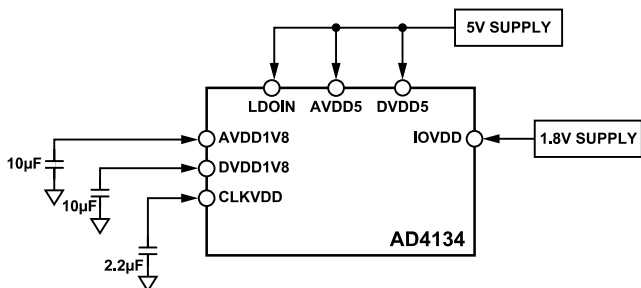 5V SUPPLY
LDOIN AVDD5 DVDD5
AVDD1V8 IOVDD 1.8V SUPPLY
10µF
DVDD1V8
10µF
CLKVDD
AD4134
2.2µF